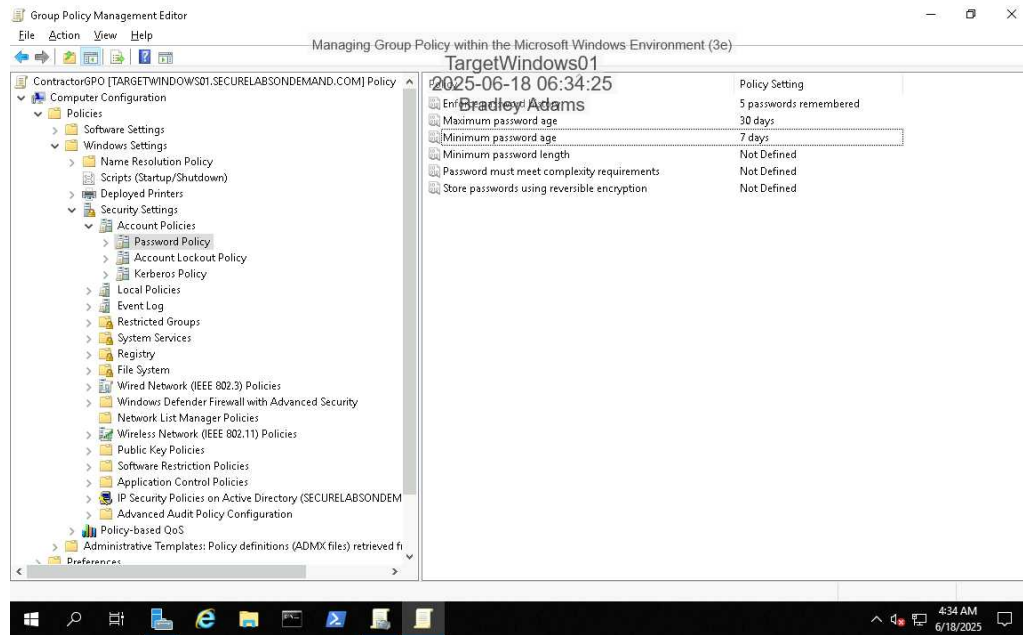 Group Policy Management Editor
File Action View Help
Managing Group Policy within the Microsoft Windows Environment (3e)
TargetWindows01
2025-06-18 06:34:25
Bradley Adams
ContractorGPO [TARGETWINDOWS01.SECURELABSONDEMAND.COM] Policy
Computer Configuration
Policies
Software Settings
Windows Settings
Name Resolution Policy
Scripts (Startup/Shutdown)
Deployed Printers
Security Settings
Account Policies
Password Policy
Account Lockout Policy
Kerberos Policy
Local Policies
Event Log
Restricted Groups
System Services
Registry
File System
Wired Network (IEEE 802.3) Policies
Windows Defender Firewall with Advanced Security
Network List Manager Policies
Wireless Network (IEEE 802.11) Policies
Public Key Policies
Software Restriction Policies
Application Control Policies
IP Security Policies on Active Directory (SECURELABSONDEM
Advanced Audit Policy Configuration
Policy-based QoS
Administrative Templates: Policy definitions (ADMX files) retrieved f
Preferences
Policy Setting
5 passwords remembered
Maximum password age 30 days
Minimum password age 7 days
Minimum password length Not Defined
Password must meet complexity requirements Not Defined
Store passwords using reversible encryption Not Defined
4:34 AM
6/18/2025